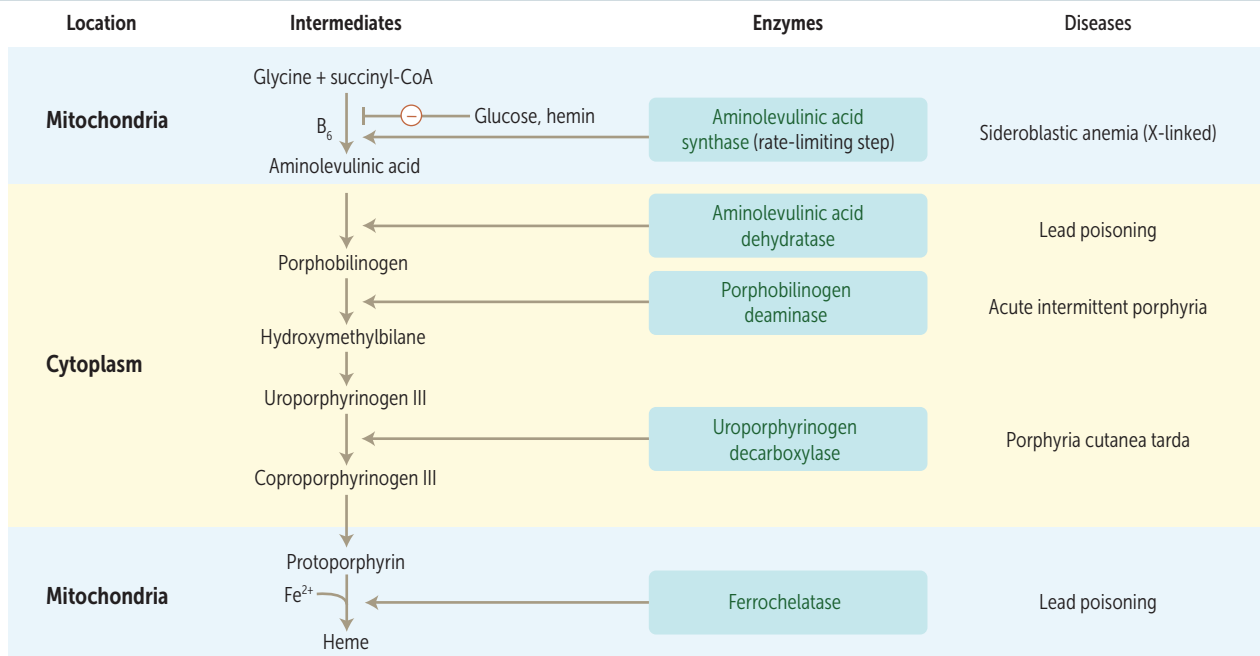 Location Intermediates Enzymes Diseases
Glycine + succinyl-CoA
Mitochondria
B6
− Glucose, hemin
Aminolevulinic acid
synthase (rate-limiting step)
Sideroblastic anemia (X-linked)
Aminolevulinic acid
Aminolevulinic acid
dehydratase
Lead poisoning
Porphobilinogen
Porphobilinogen
deaminase
Acute intermittent porphyria
Hydroxymethylbilane
Cytoplasm
Uroporphyrinogen III
Uroporphyrinogen
decarboxylase
Porphyria cutanea tarda
Coproporphyrinogen III
Protoporphyrin
Mitochondria
Fe2+
Ferrochelatase
Lead poisoning
Heme